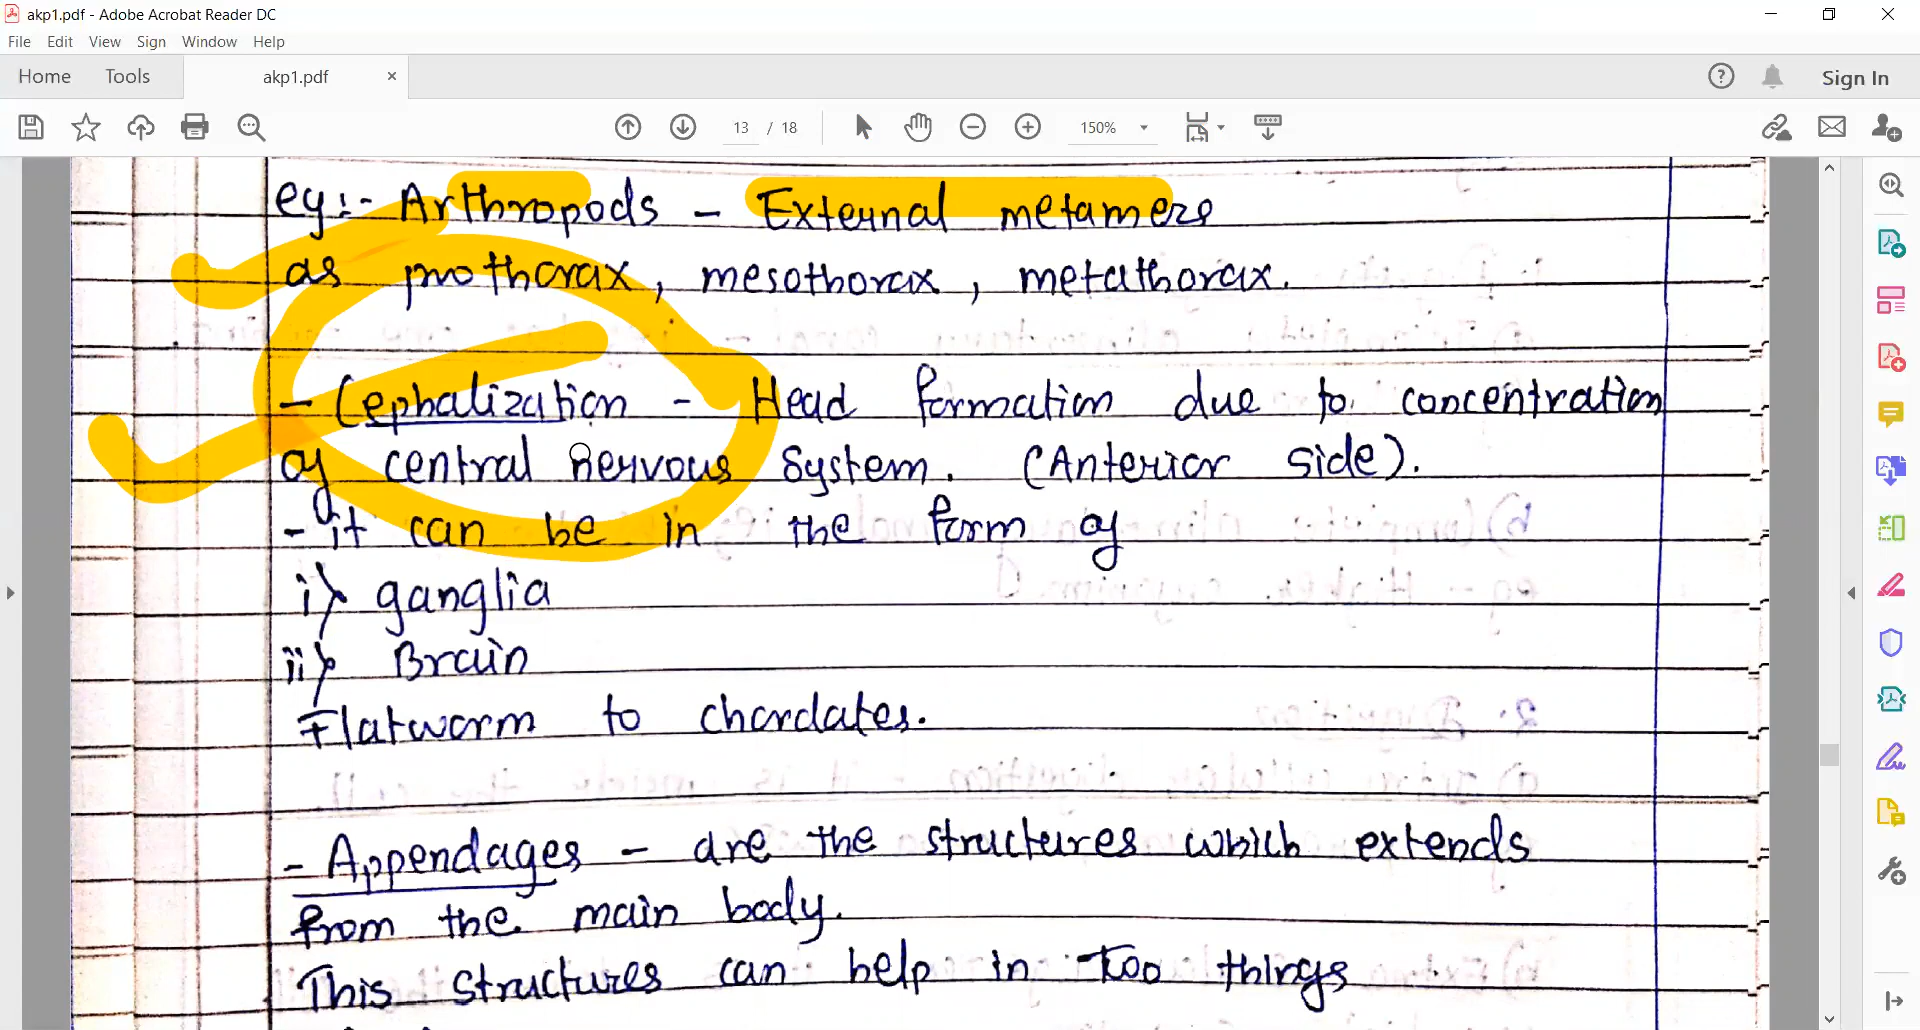 akp1.pdf - Adobe Acrobat Reader DC
File Edit View Sign Window Help
Home Tools akp1.pdf × Sign In
13 / 18 150%
eg:- Arthropods - External metamers
as prothorax, mesothorax, metathorax.
- Cephalization - Head formation due to concentration
of central nervous system. (Anterior side).
- it can be in the form of
i) ganglia
ii) Brain
Flatworm to chordates.
- Appendages - are the structures which extends
from the main body.
This structures can help in too things